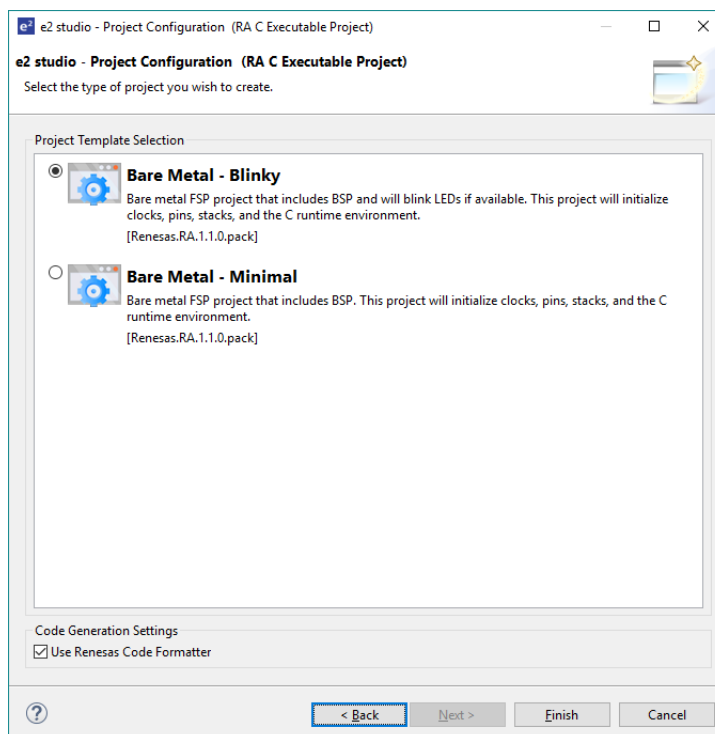 e² e2 studio - Project Configuration (RA C Executable Project)
e2 studio - Project Configuration (RA C Executable Project)
Select the type of project you wish to create.
Project Template Selection
Bare Metal - Blinky
Bare metal FSP project that includes BSP and will blink LEDs if available. This project will initialize
clocks, pins, stacks, and the C runtime environment.
[Renesas.RA.1.1.0.pack]
Bare Metal - Minimal
Bare metal FSP project that includes BSP. This project will initialize clocks, pins, stacks, and the C
runtime environment.
[Renesas.RA.1.1.0.pack]
Code Generation Settings
Use Renesas Code Formatter
? < Back Next > Finish Cancel